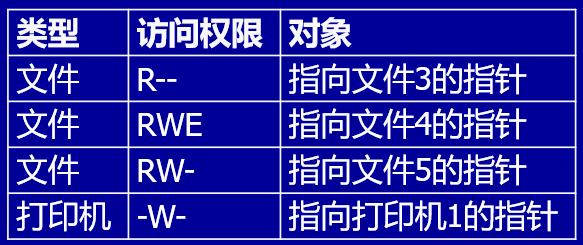 类型 访问权限 对象
文件 R-- 指向文件3的指针
文件 RWE 指向文件4的指针
文件 RW- 指向文件5的指针
打印机 -W- 指向打印机1的指针